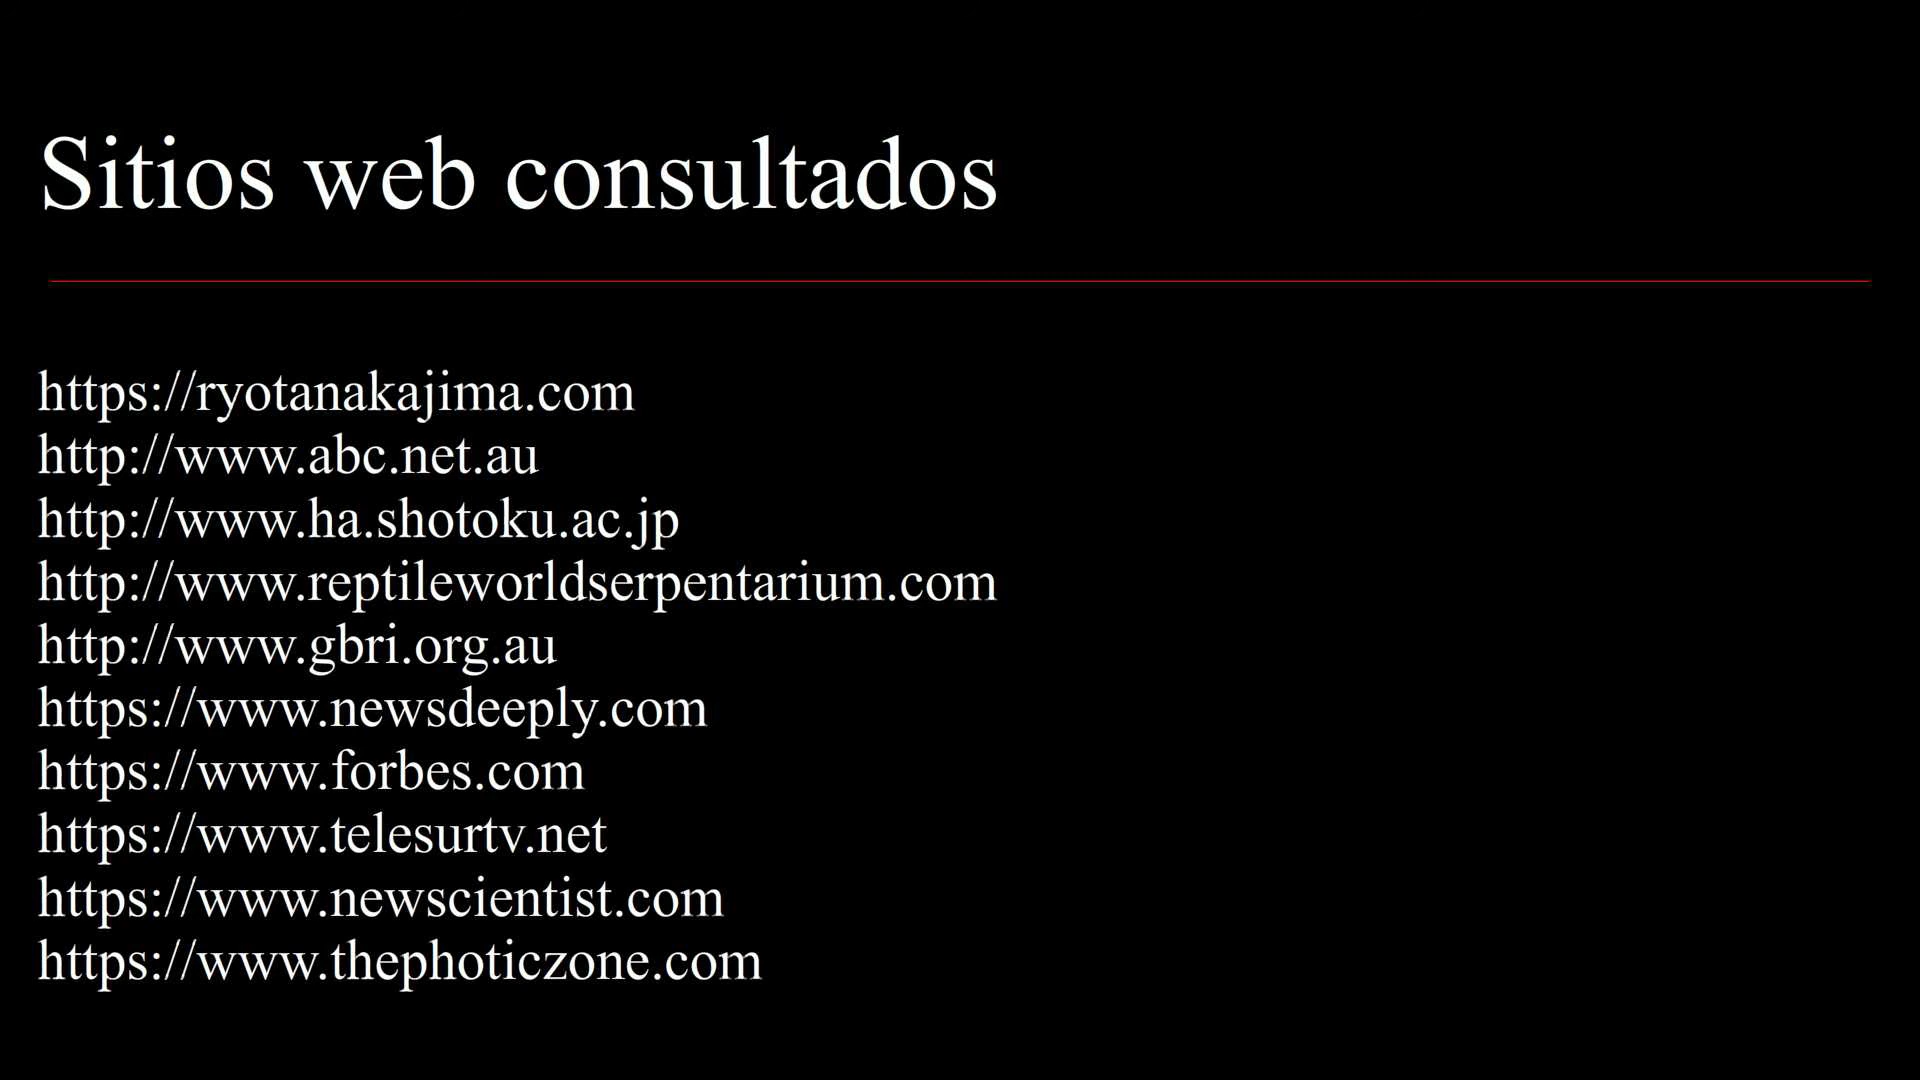 Sitios web consultados
https://ryotanakajima.com
http://www.abc.net.au
http://www.ha.shotoku.ac.jp
http://www.reptileworldserpentarium.com
http://www.gbri.org.au
https://www.newsdeeply.com
https://www.forbes.com
https://www.telesurtv.net
https://www.newscientist.com
https://www.thephoticzone.com